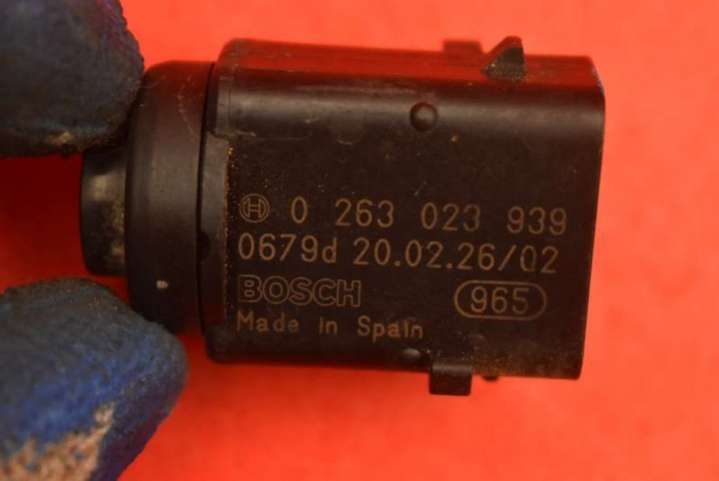 0 263 023 939
0679d 20.02.26/02
BOSCH 965
Made in Spain